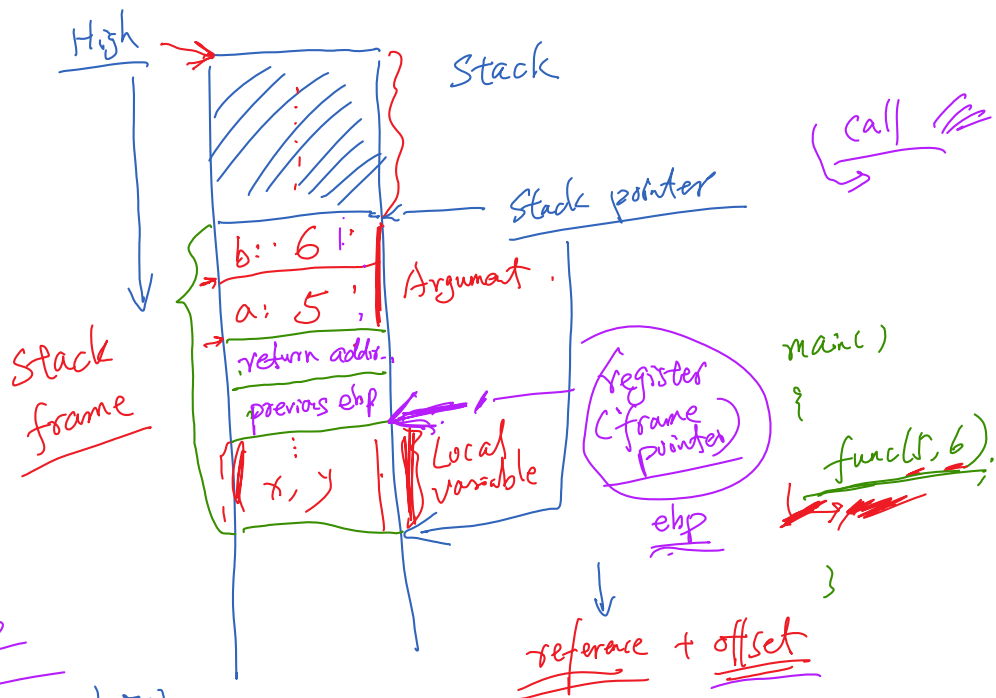 High
Stack
call
Stack pointer
b: 6
a: 5
Argument
return addr.
previous ebp
x, y
Local
variable
Stack
frame
register
(frame
pointer)
ebp
main()
{
func(5, 6)
}
reference + offset